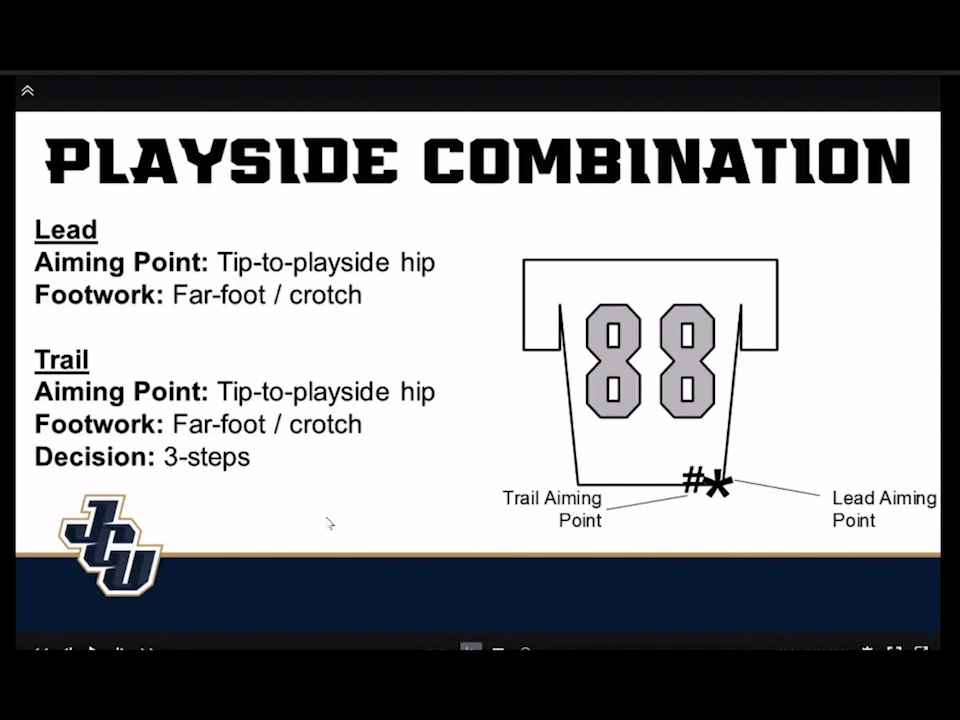 PLAYSIDE COMBINATION
Lead
Aiming Point: Tip-to-playside hip
Footwork: Far-foot / crotch
Trail
Aiming Point: Tip-to-playside hip
Footwork: Far-foot / crotch
Decision: 3-steps
88
#*
Trail Aiming
Point
Lead Aiming
Point
JCU